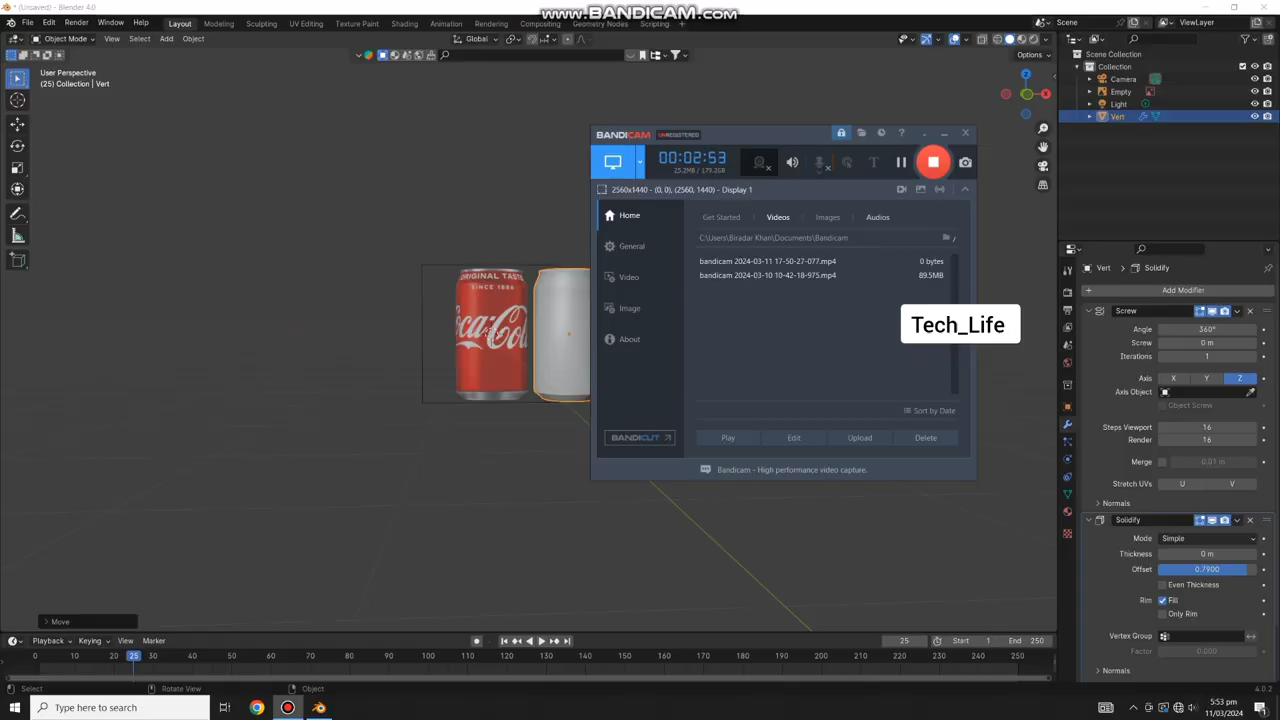 * (Unsaved) - Blender 4.0
www.BANDICAM.com
File Edit Render Window Help Layout Modeling Sculpting UV Editing Texture Paint Shading Animation Rendering Compositing Geometry Nodes Scripting Scene ViewLayer
Object Mode View Select Add Object Global
Options
User Perspective
(25) Collection | Vert
Scene Collection
Collection
Camera
Empty
Light
Vert
BANDICAM UNREGISTERED
00:02:53
25.2MB / 179.2GB
2560x1440 - (0, 0), (2560, 1440) - Display 1
Home
General
Video
Image
About
BANDICUT
Get Started Videos Images Audios
C:\Users\Biradar Khan\Documents\Bandicam
bandicam 2024-03-11 17-50-27-077.mp4 0 bytes
bandicam 2024-03-10 10-42-18-975.mp4 89.5MB
Sort by Date
Play Edit Upload Delete
Bandicam - High performance video capture.
Tech_Life
ORIGINAL TASTE
SINCE 1886
Coca-Cola
Vert Solidify
Add Modifier
Screw
Angle 360°
Screw 0 m
Iterations 1
Axis X Y Z
Axis Object
Object Screw
Steps Viewport 16
Render 16
Merge 0.01 m
Stretch UVs U V
Normals
Solidify
Mode Simple
Thickness 0 m
Offset 0.7900
Even Thickness
Rim Fill
Only Rim
Vertex Group
Factor 0.000
Normals
Move
Playback Keying View Marker 25 Start 1 End 250
0 10 20 25 30 40 50 60 70 80 90 100 110 120 130 140 150 160 170 180 190 200 210 220 230 240 250
Select Rotate View Object 4.0.2
Type here to search
5:53 pm
11/03/2024